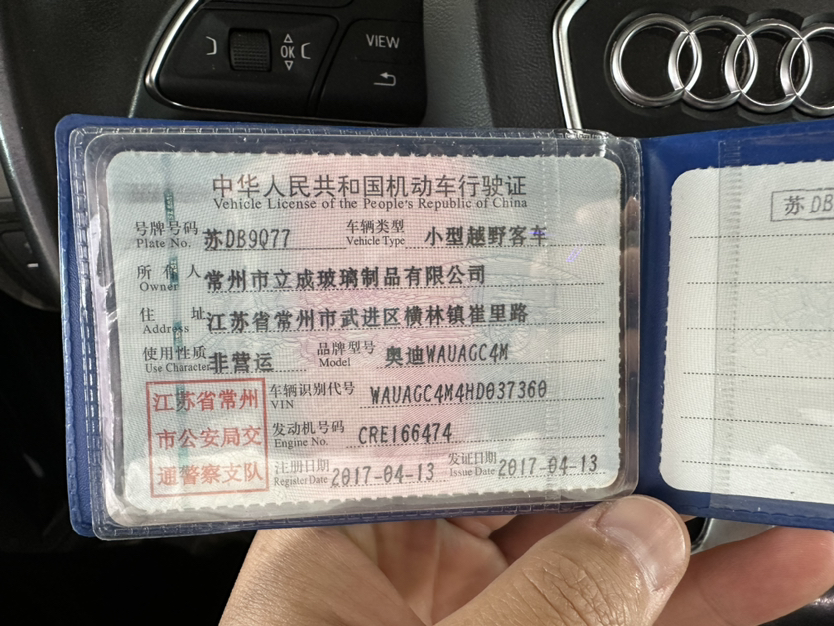 OK
VIEW
中华人民共和国机动车行驶证
Vehicle License of the People's Republic of China
号牌号码 苏DB9Q77 车辆类型 小型越野客车
Plate No. Vehicle Type
所有人 常州市立成玻璃制品有限公司
Owner
住址 江苏省常州市武进区横林镇崔里路
Address
使用性质 非营运 品牌型号 奥迪WAUAGC4M
Use Character Model
江苏省常州
市公安局交
通警察支队
车辆识别代号 WAUAGC4M4HD037360
VIN
发动机号码 CRE166474
Engine No.
注册日期 2017-04-13 发证日期 2017-04-13
Register Date Issue Date
苏DB